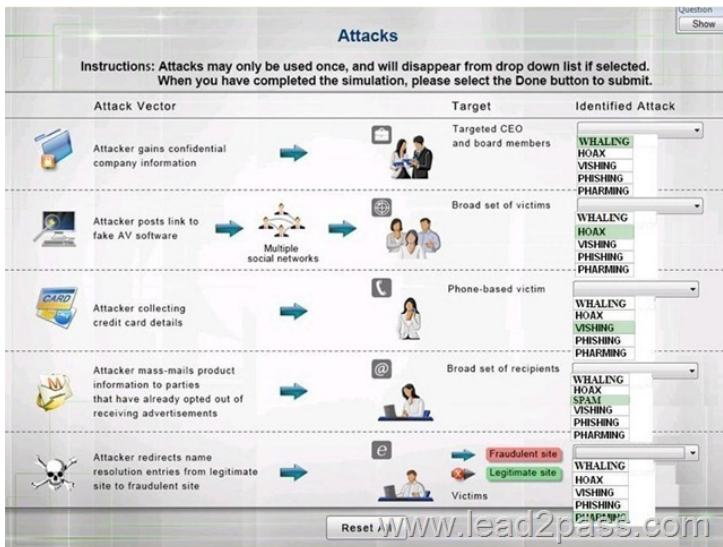 Question
Show
Attacks
Instructions: Attacks may only be used once, and will disappear from drop down list if selected.
When you have completed the simulation, please select the Done button to submit.
Attack Vector
Target
Identified Attack
Attacker gains confidential
company information
Targeted CEO
and board members
WHALING
HOAX
VISHING
PHISHING
PHARMING
Attacker posts link to
fake AV software
Multiple
social networks
Broad set of victims
WHALING
HOAX
VISHING
PHISHING
PHARMING
CARD
Attacker collecting
credit card details
Phone-based victim
WHALING
HOAX
VISHING
PHISHING
PHARMING
M
Attacker mass-mails product
information to parties
that have already opted out of
receiving advertisements
@
Broad set of recipients
WHALING
HOAX
SPAM
VISHING
PHISHING
PHARMING
Attacker redirects name
resolution entries from legitimate
site to fraudulent site
e
Fraudulent site
Legitimate site
Victims
WHALING
HOAX
VISHING
PHISHING
PHARMING
Reset All
www.lead2pass.com